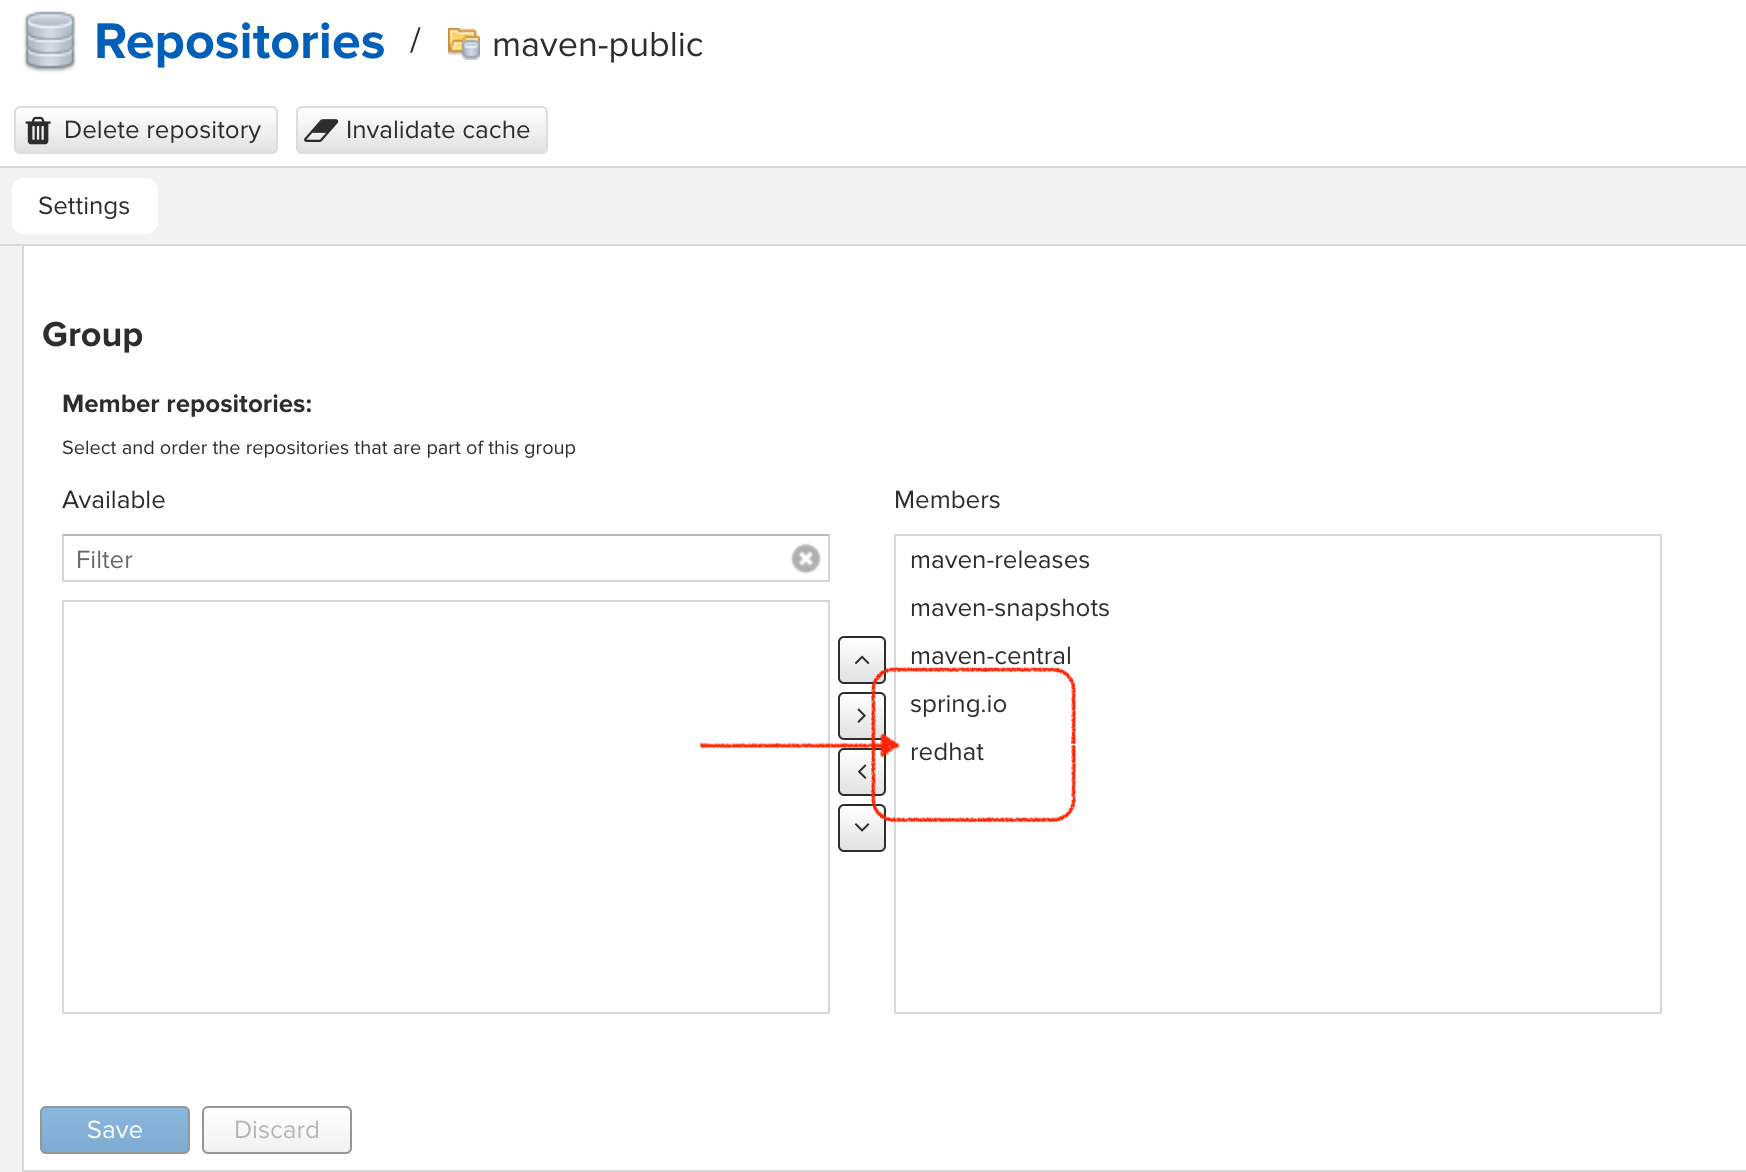 Repositories / maven-public
Delete repository Invalidate cache
Settings
Group
Member repositories:
Select and order the repositories that are part of this group
Available
Filter
Members
maven-releases
maven-snapshots
maven-central
spring.io
redhat
Save Discard